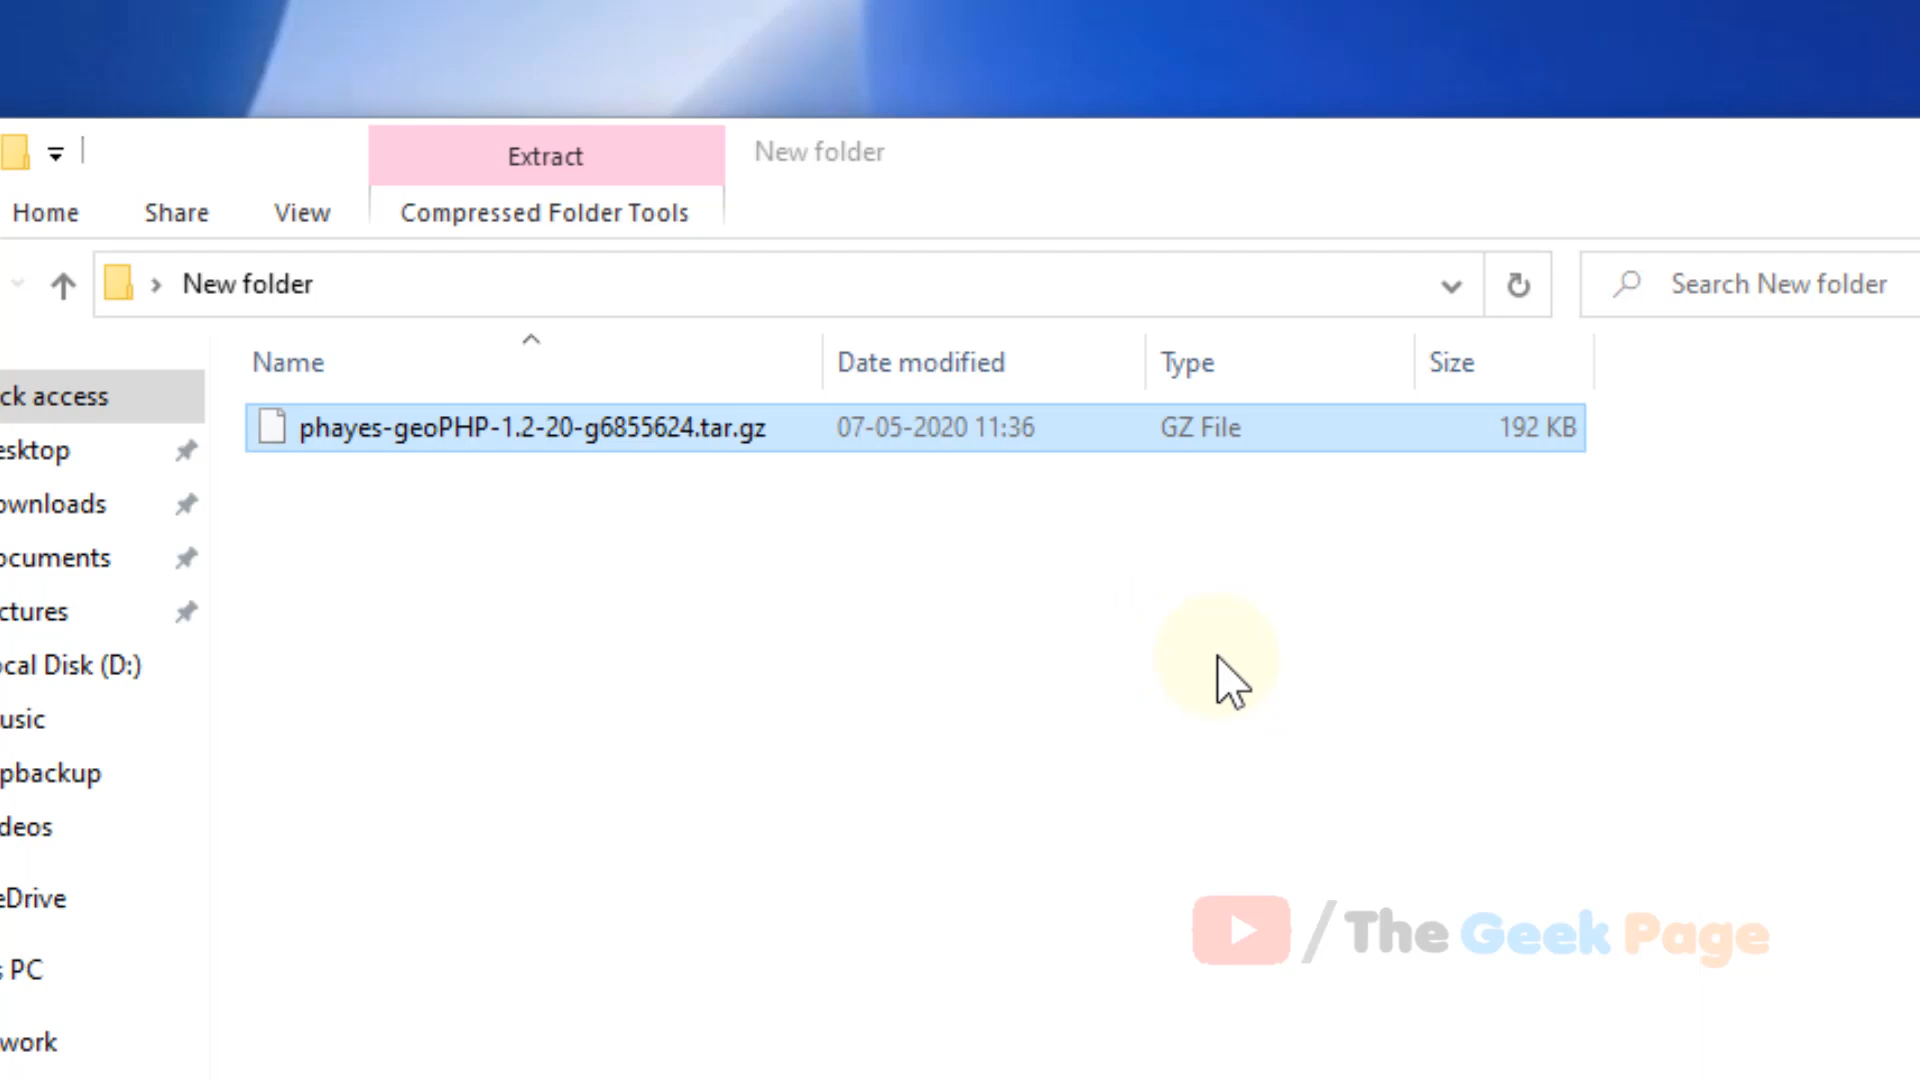 Extract
New folder
Home
Share
View
Compressed Folder Tools
New folder
Search New folder
Name
Date modified
Type
Size
ck access
phayes-geoPHP-1.2-20-g6855624.tar.gz
07-05-2020 11:36
GZ File
192 KB
esktop
ownloads
ocuments
ctures
ocal Disk (D:)
usic
pbackup
deos
eDrive
s PC
work
/The Geek Page